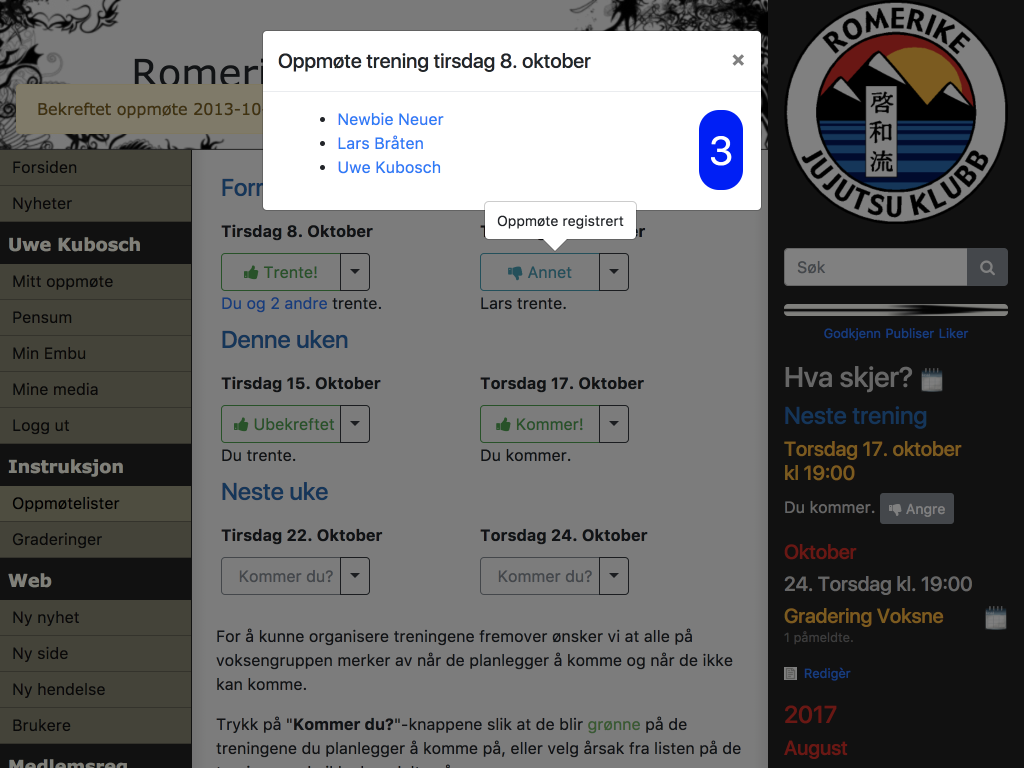 Romeri
Bekreftet oppmøte 2013-10-
Oppmøte trening tirsdag 8. oktober
×
Newbie Neuer
Lars Bråten
Uwe Kubosch
3
Forsiden
Nyheter
Uwe Kubosch
Mitt oppmøte
Pensum
Min Embu
Mine media
Logg ut
Instruksjon
Oppmøtelister
Graderinger
Web
Ny nyhet
Ny side
Ny hendelse
Brukere
Medlemsreg
Tirsdag 8. Oktober
Oppmøte registrert
Trente!
Annet
Du og 2 andre trente.
Lars trente.
Denne uken
Tirsdag 15. Oktober
Torsdag 17. Oktober
Ubekreftet
Kommer!
Du trente.
Du kommer.
Neste uke
Tirsdag 22. Oktober
Torsdag 24. Oktober
Kommer du?
Kommer du?
For å kunne organisere treningene fremover ønsker vi at alle på
voksengruppen merker av når de planlegger å komme og når de ikke
kan komme.
Trykk på "Kommer du?"-knappene slik at de blir grønne på de
treningene du planlegger å komme på, eller velg årsak fra listen på de
ROMERIKE
啓和流
JUJUTSU KLUBB
Søk
Godkjenn Publiser Liker
Hva skjer?
Neste trening
Torsdag 17. oktober
kl 19:00
Du kommer. Angre
Oktober
24. Torsdag kl. 19:00
Gradering Voksne
1 påmeldte.
Redigèr
2017
August